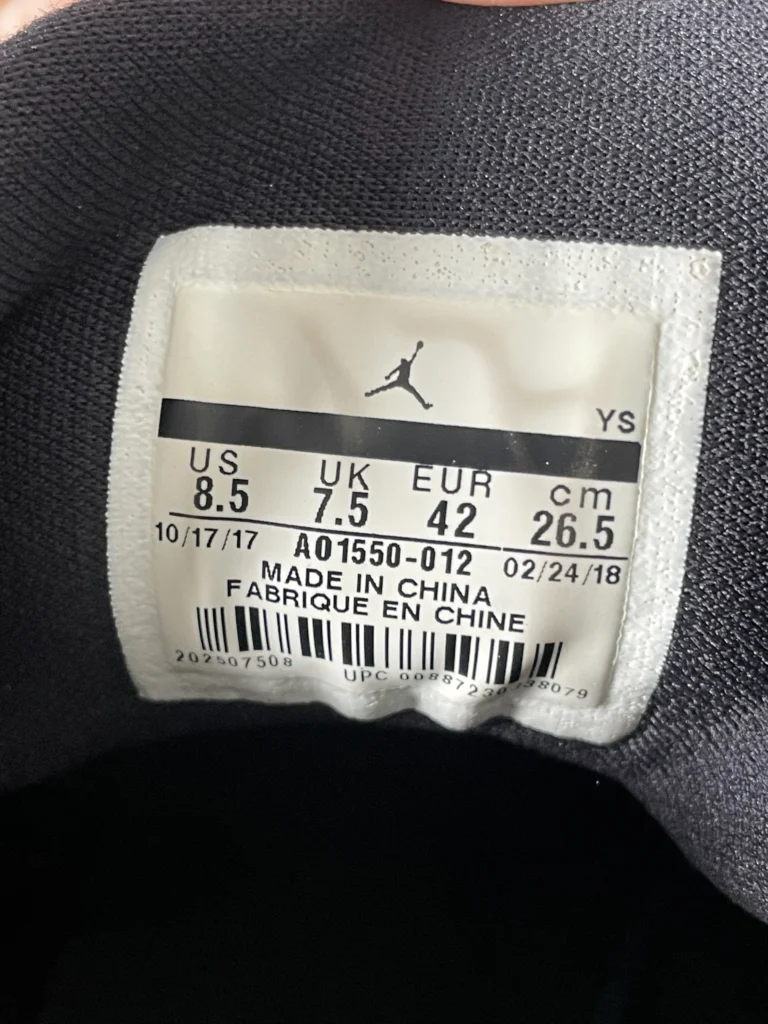 YS
US UK EUR cm
8.5 7.5 42 26.5
10/17/17 AO1550-012 02/24/18
MADE IN CHINA
FABRIQUE EN CHINE
202507508
UPC